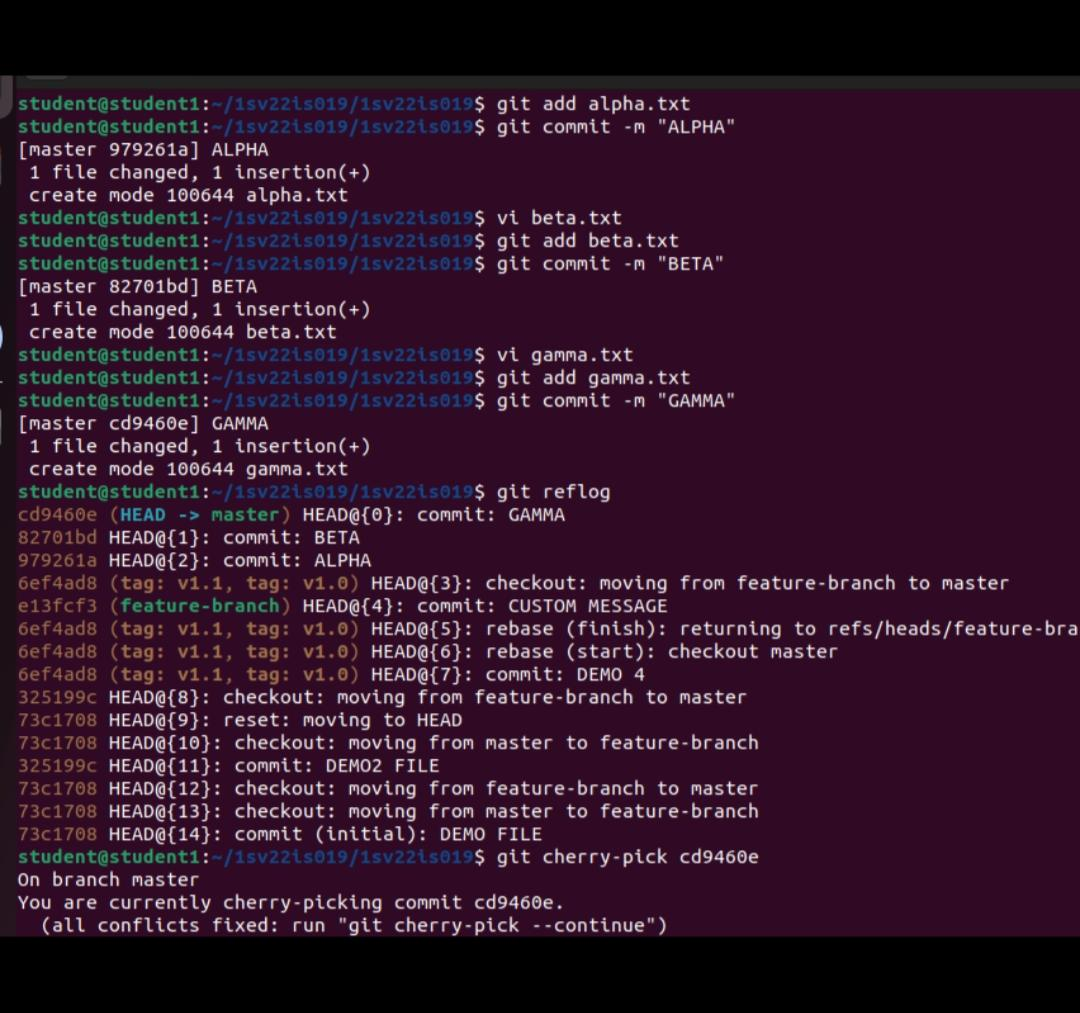 student@student1:~/1sv22is019/1sv22is019$ git add alpha.txt
student@student1:~/1sv22is019/1sv22is019$ git commit -m "ALPHA"
[master 979261a] ALPHA
 1 file changed, 1 insertion(+)
 create mode 100644 alpha.txt
student@student1:~/1sv22is019/1sv22is019$ vi beta.txt
student@student1:~/1sv22is019/1sv22is019$ git add beta.txt
student@student1:~/1sv22is019/1sv22is019$ git commit -m "BETA"
[master 82701bd] BETA
 1 file changed, 1 insertion(+)
 create mode 100644 beta.txt
student@student1:~/1sv22is019/1sv22is019$ vi gamma.txt
student@student1:~/1sv22is019/1sv22is019$ git add gamma.txt
student@student1:~/1sv22is019/1sv22is019$ git commit -m "GAMMA"
[master cd9460e] GAMMA
 1 file changed, 1 insertion(+)
 create mode 100644 gamma.txt
student@student1:~/1sv22is019/1sv22is019$ git reflog
cd9460e (HEAD -> master) HEAD@{0}: commit: GAMMA
82701bd HEAD@{1}: commit: BETA
979261a HEAD@{2}: commit: ALPHA
6ef4ad8 (tag: v1.1, tag: v1.0) HEAD@{3}: checkout: moving from feature-branch to master
e13fcf3 (feature-branch) HEAD@{4}: commit: CUSTOM MESSAGE
6ef4ad8 (tag: v1.1, tag: v1.0) HEAD@{5}: rebase (finish): returning to refs/heads/feature-bra
6ef4ad8 (tag: v1.1, tag: v1.0) HEAD@{6}: rebase (start): checkout master
6ef4ad8 (tag: v1.1, tag: v1.0) HEAD@{7}: commit: DEMO 4
325199c HEAD@{8}: checkout: moving from feature-branch to master
73c1708 HEAD@{9}: reset: moving to HEAD
73c1708 HEAD@{10}: checkout: moving from master to feature-branch
325199c HEAD@{11}: commit: DEMO2 FILE
73c1708 HEAD@{12}: checkout: moving from feature-branch to master
73c1708 HEAD@{13}: checkout: moving from master to feature-branch
73c1708 HEAD@{14}: commit (initial): DEMO FILE
student@student1:~/1sv22is019/1sv22is019$ git cherry-pick cd9460e
On branch master
You are currently cherry-picking commit cd9460e.
  (all conflicts fixed: run "git cherry-pick --continue")